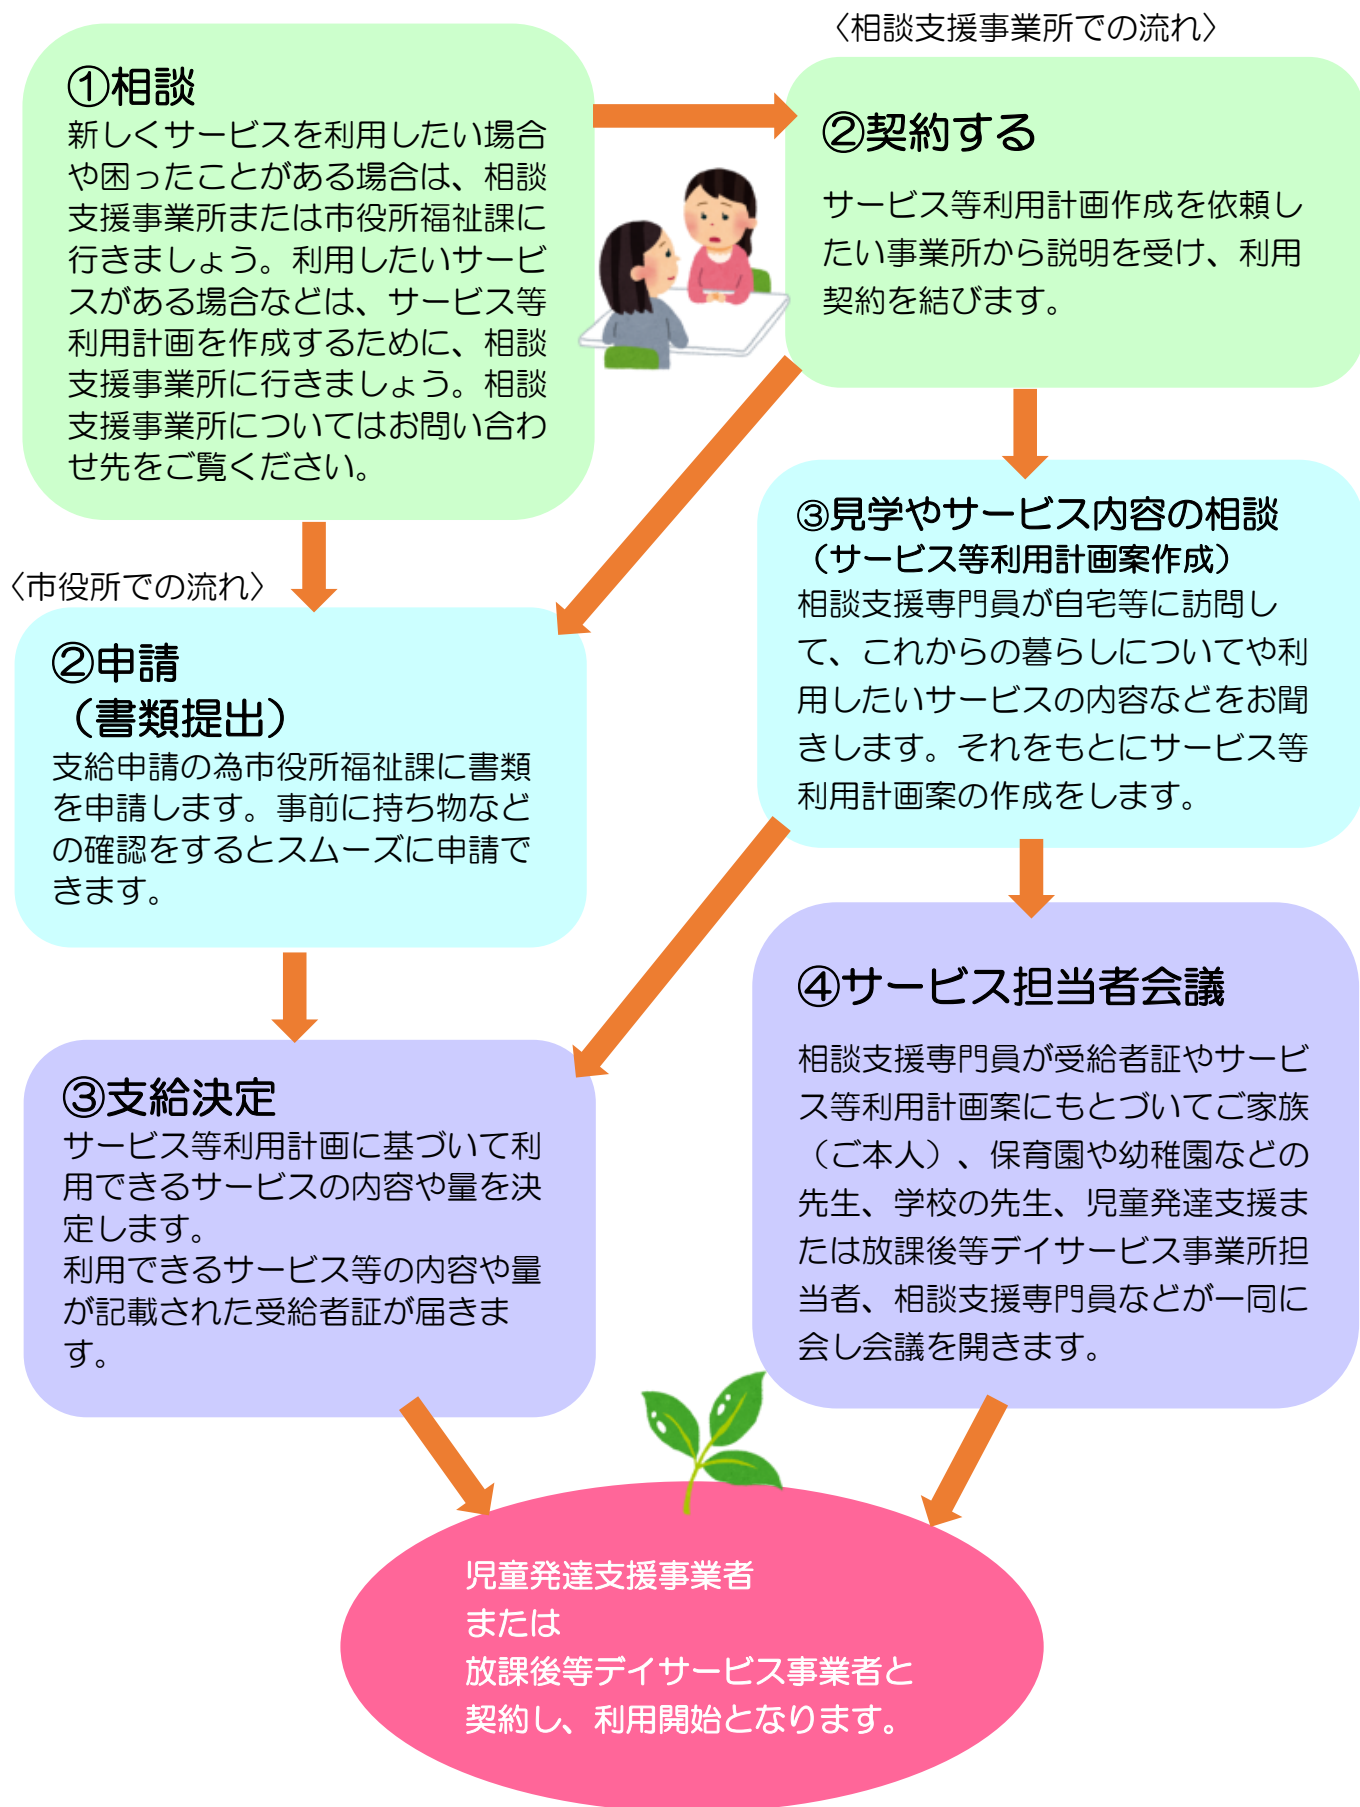 〈相談支援事業所での流れ〉
①相談
新しくサービスを利用したい場合
や困ったことがある場合は、相談
支援事業所または市役所福祉課に
行きましょう。利用したいサービ
スがある場合などは、サービス等
利用計画を作成するために、相談
支援事業所に行きましょう。相談
支援事業所についてはお問い合わ
せ先をご覧ください。
②契約する
サービス等利用計画作成を依頼し
たい事業所から説明を受け、利用
契約を結びます。
③見学やサービス内容の相談
（サービス等利用計画案作成）
相談支援専門員が自宅等に訪問し
て、これからの暮らしについてや利
用したいサービスの内容などをお聞
きします。それをもとにサービス等
利用計画案の作成をします。
〈市役所での流れ〉
②申請
（書類提出）
支給申請の為市役所福祉課に書類
を申請します。事前に持ち物など
の確認をするとスムーズに申請で
きます。
④サービス担当者会議
相談支援専門員が受給者証やサービ
ス等利用計画案にもとづいてご家族
（ご本人）、保育園や幼稚園などの
先生、学校の先生、児童発達支援ま
たは放課後等デイサービス事業所担
当者、相談支援専門員などが一同に
会し会議を開きます。
③支給決定
サービス等利用計画に基づいて利
用できるサービスの内容や量を決
定します。
利用できるサービス等の内容や量
が記載された受給者証が届きま
す。
児童発達支援事業者
または
放課後等デイサービス事業者と
契約し、利用開始となります。